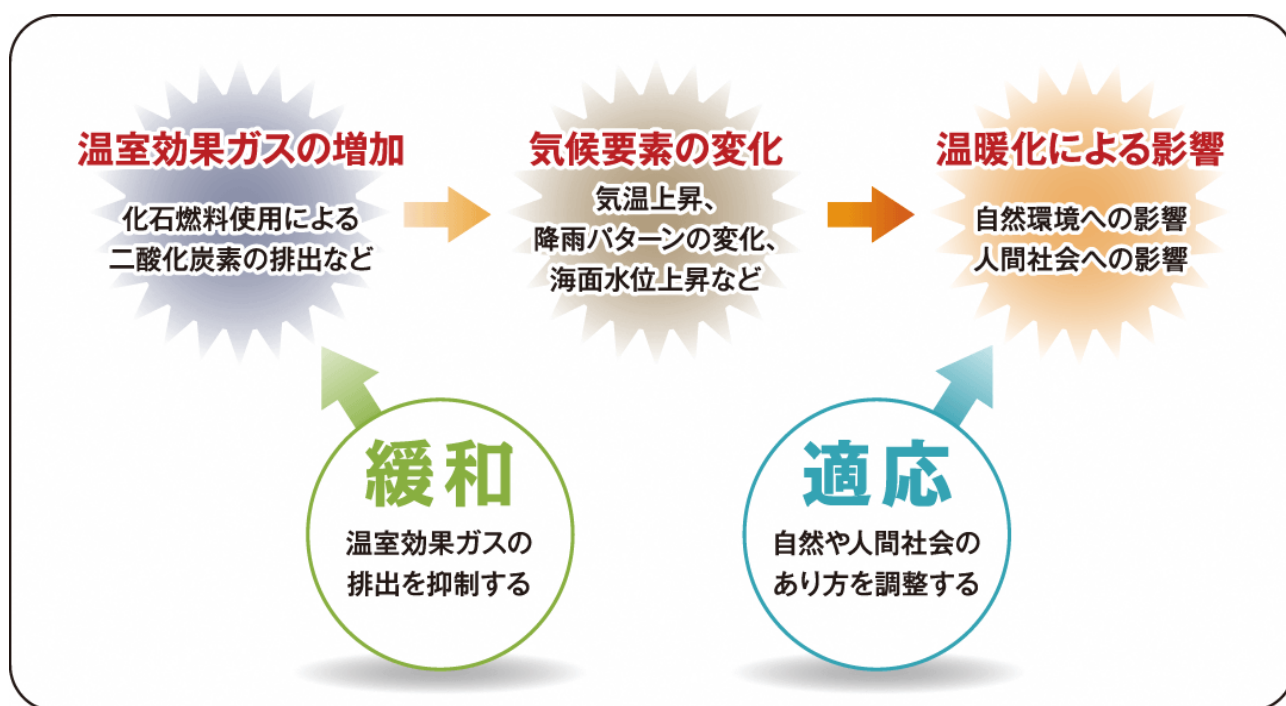 温室効果ガスの増加
化石燃料使用による
二酸化炭素の排出など
気候要素の変化
気温上昇、
降雨パターンの変化、
海面水位上昇など
温暖化による影響
自然環境への影響
人間社会への影響
緩和
温室効果ガスの
排出を抑制する
適応
自然や人間社会の
あり方を調整する